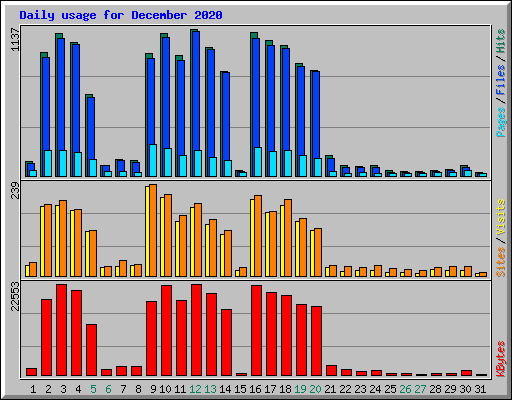 Daily usage for December 2020
1137
Pages / Files / Hits
239
Sites / Visits
22553
KBytes
1 2 3 4 5 6 7 8 9 10 11 12 13 14 15 16 17 18 19 20 21 22 23 24 25 26 27 28 29 30 31